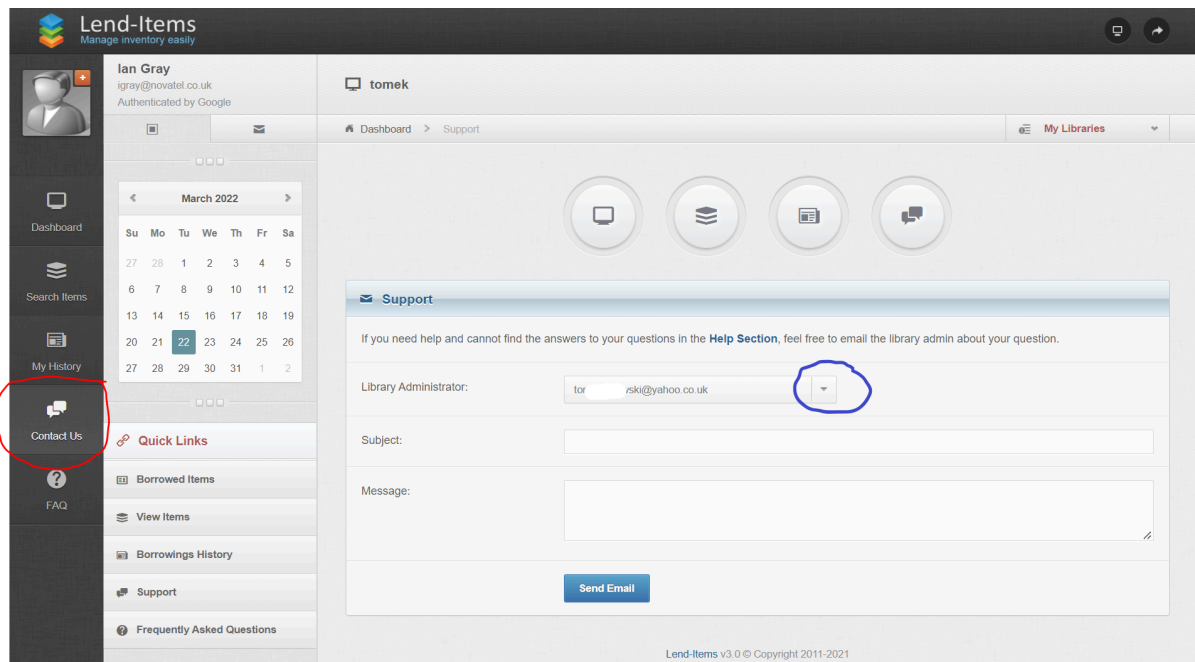 Lend-Items
Manage inventory easily
Ian Gray
igray@novatel.co.uk
Authenticated by Google
tomek
Dashboard > Support
My Libraries
Dashboard
Search Items
My History
Contact Us
FAQ
March 2022
Su Mo Tu We Th Fr Sa
27 28 1 2 3 4 5
6 7 8 9 10 11 12
13 14 15 16 17 18 19
20 21 22 23 24 25 26
27 28 29 30 31 1 2
Quick Links
Borrowed Items
View Items
Borrowings History
Support
Frequently Asked Questions
Support
If you need help and cannot find the answers to your questions in the Help Section, feel free to email the library admin about your question.
Library Administrator:
tor vski@yahoo.co.uk
Subject:
Message:
Send Email
Lend-Items v3.0 © Copyright 2011-2021